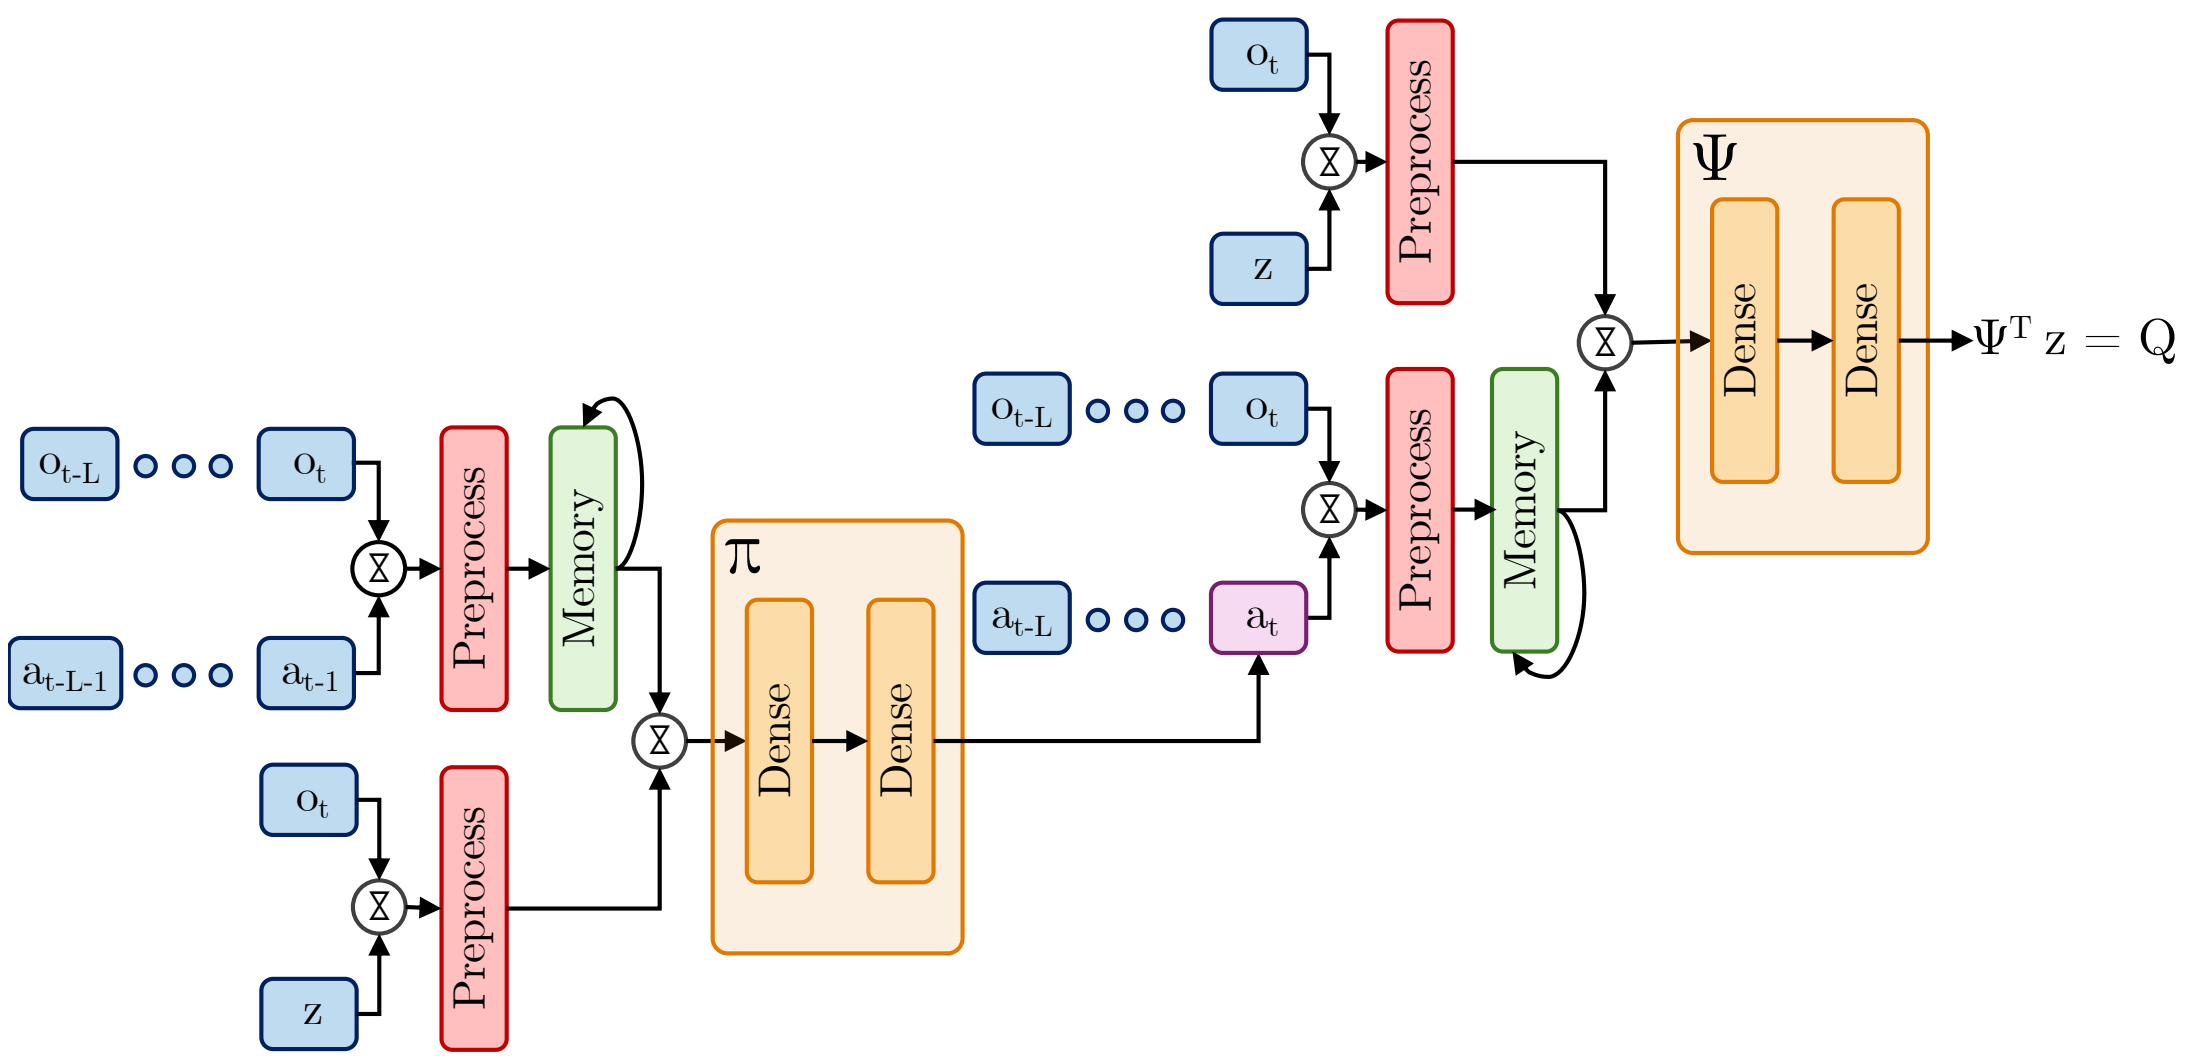 o_t
Preprocess
z
Ψ
Dense
Dense
Ψ^T z = Q
o_{t-L}
o_t
Preprocess
Memory
a_{t-L}
a_t
o_{t-L}
o_t
Preprocess
Memory
a_{t-L-1}
a_{t-1}
π
Dense
Dense
o_t
Preprocess
z